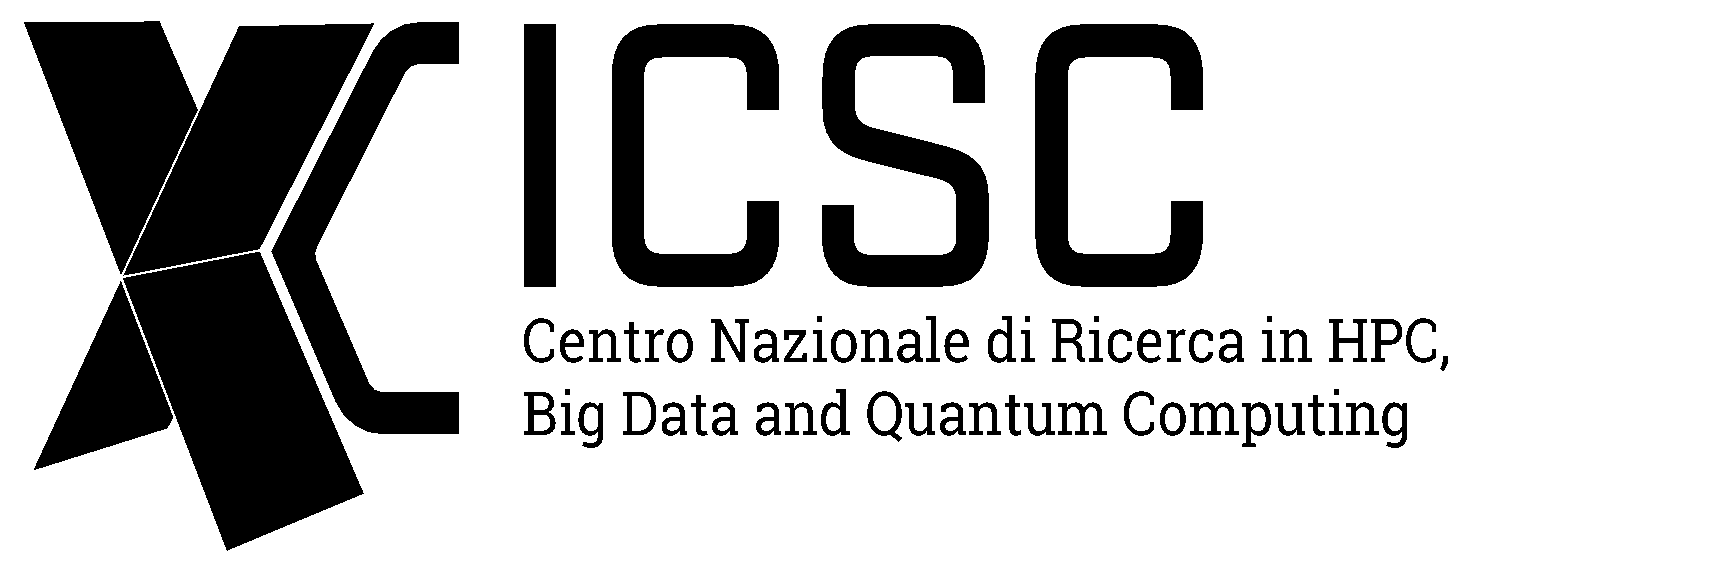 ICSC
Centro Nazionale di Ricerca in HPC,
Big Data and Quantum Computing